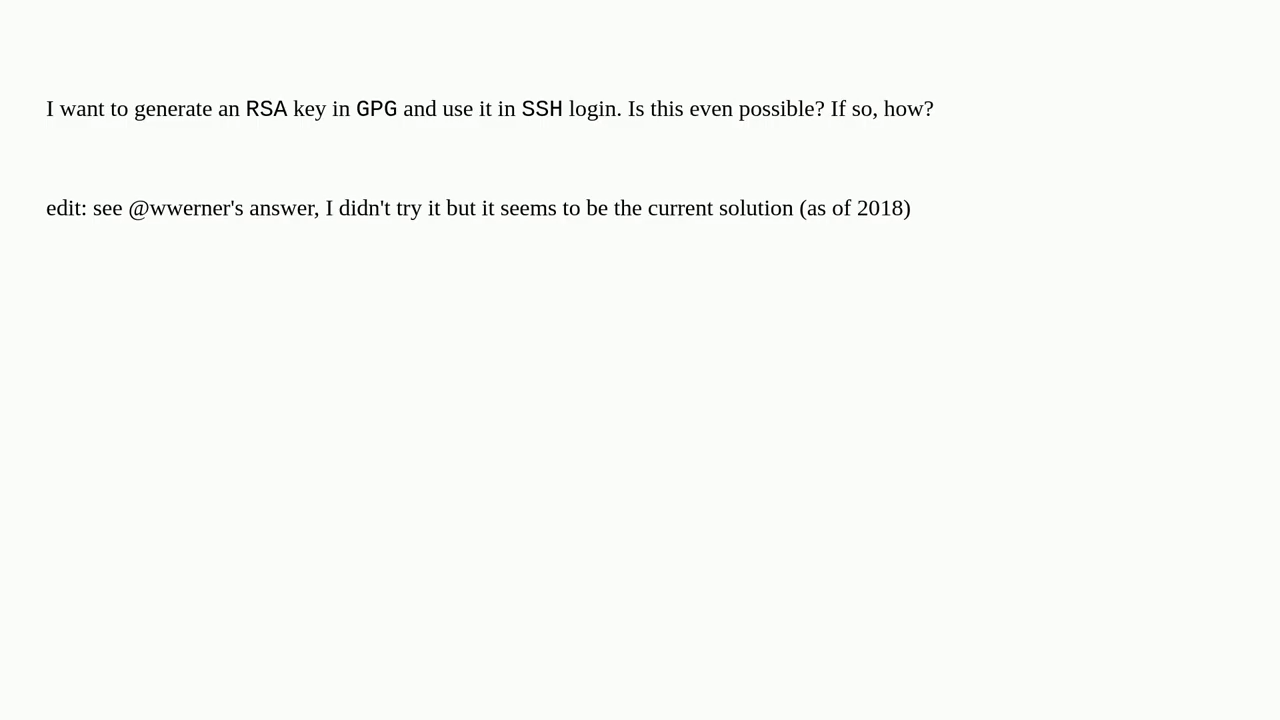 I want to generate an RSA key in GPG and use it in SSH login. Is this even possible? If so, how?
edit: see @wwerner's answer, I didn't try it but it seems to be the current solution (as of 2018)